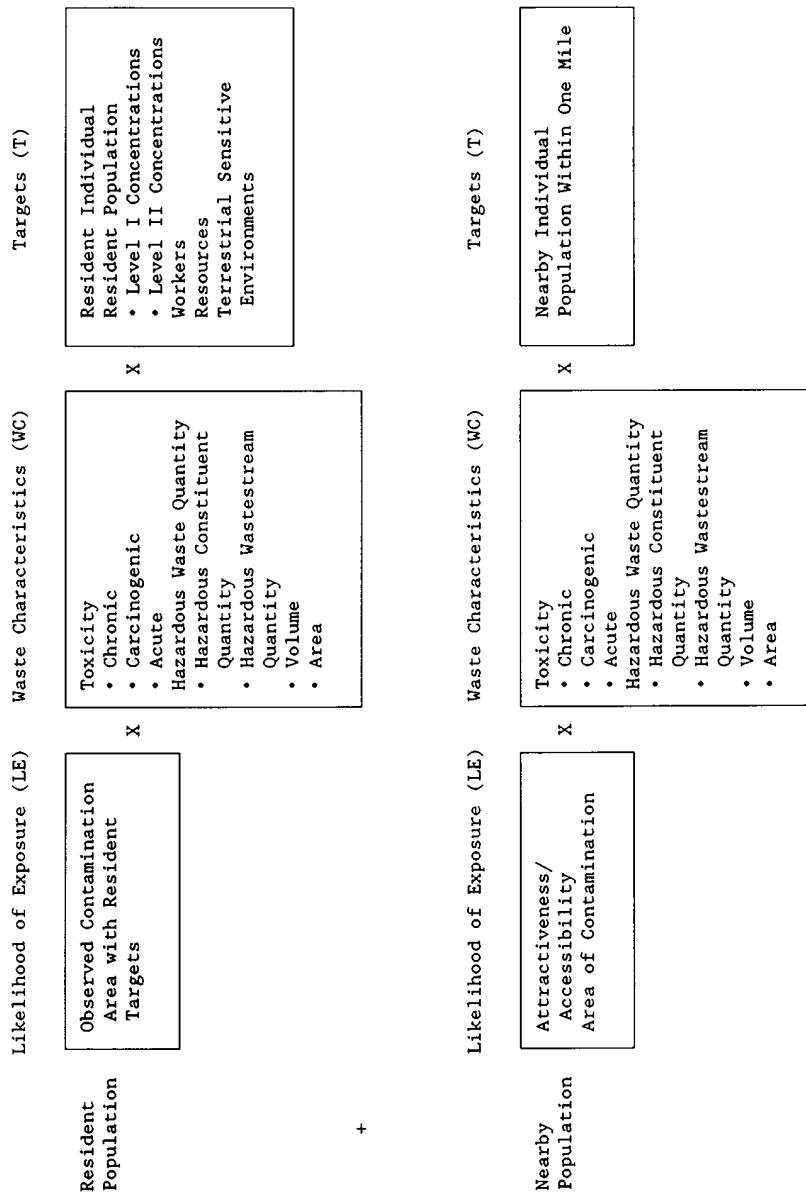 Likelihood of Exposure (LE)
Waste Characteristics (WC)
Targets (T)
Resident
Population
Observed Contamination
Area with Resident
Targets
X
Toxicity
• Chronic
• Carcinogenic
• Acute
Hazardous Waste Quantity
• Hazardous Constituent
Quantity
• Hazardous Wastestream
Quantity
• Volume
• Area
X
Resident Individual
Resident Population
• Level I Concentrations
• Level II Concentrations
Workers
Resources
Terrestrial Sensitive
Environments
+
Likelihood of Exposure (LE)
Waste Characteristics (WC)
Targets (T)
Nearby
Population
Attractiveness/
Accessibility
Area of Contamination
X
Toxicity
• Chronic
• Carcinogenic
• Acute
Hazardous Waste Quantity
• Hazardous Constituent
Quantity
• Hazardous Wastestream
Quantity
• Volume
• Area
X
Nearby Individual
Population Within One Mile